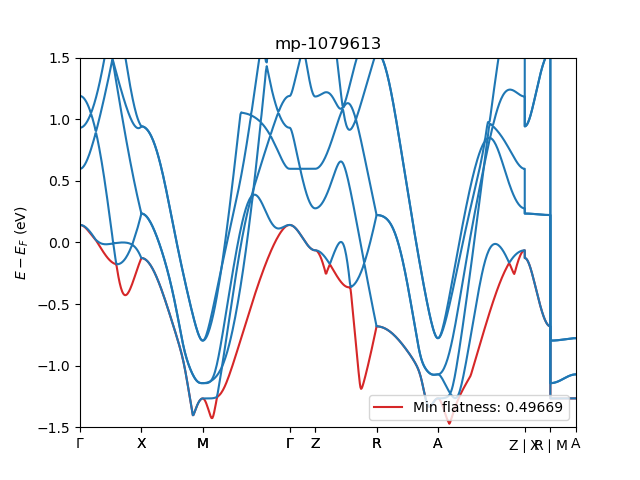 mp-1079613
E − E_F (eV)
1.5
1.0
0.5
0.0
−0.5
−1.0
−1.5
Min flatness: 0.49669
Γ X M Γ Z R A Z | X R | M A